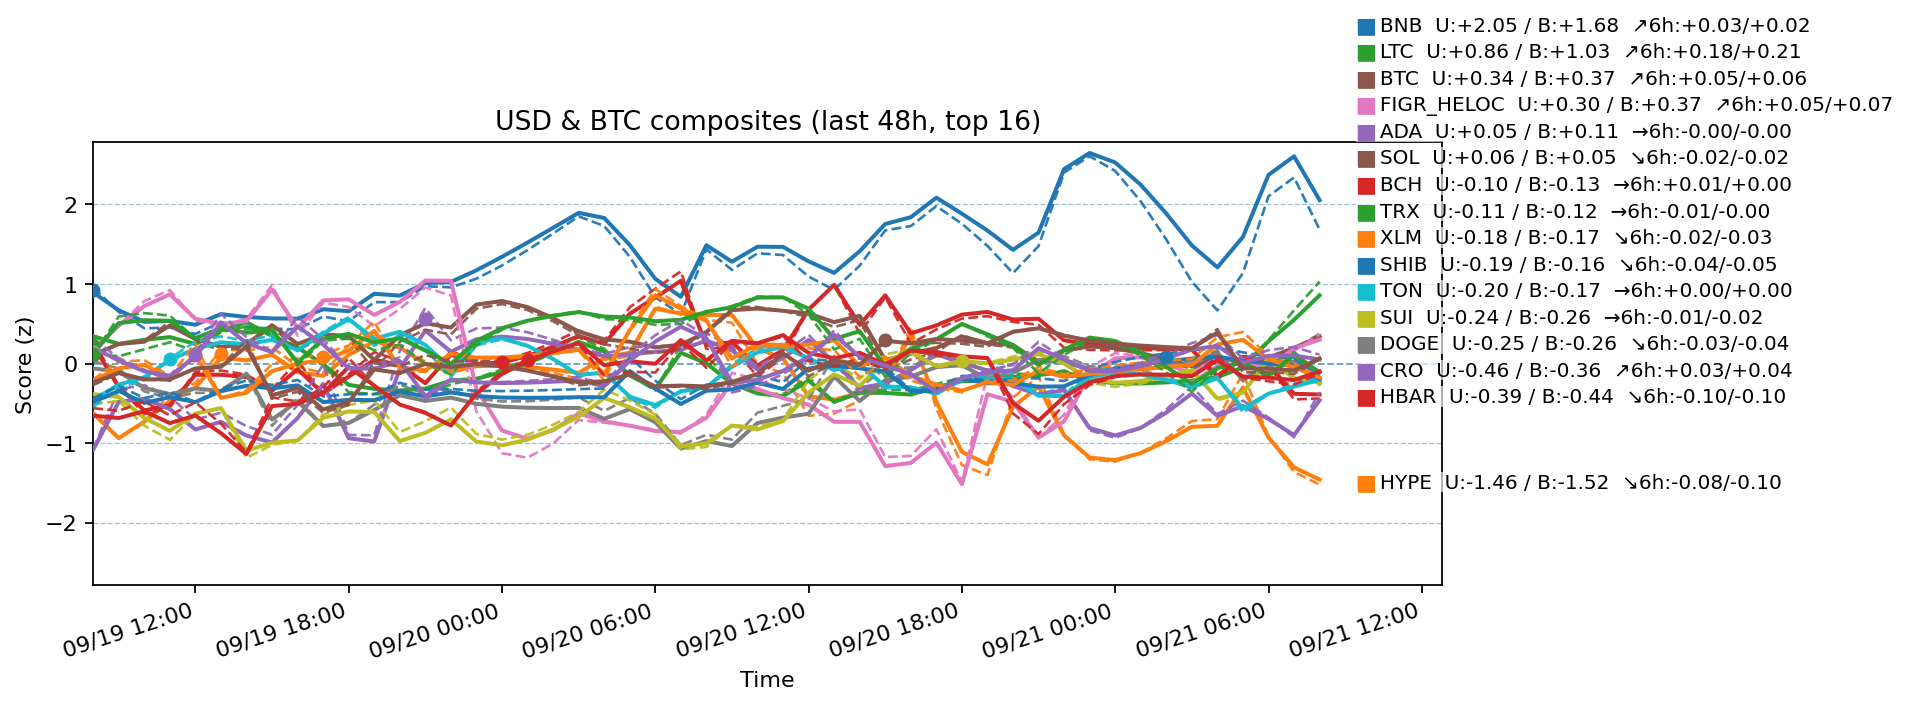 BNB  U:+2.05 / B:+1.68  ↗6h:+0.03/+0.02
LTC  U:+0.86 / B:+1.03  ↗6h:+0.18/+0.21
BTC  U:+0.34 / B:+0.37  ↗6h:+0.05/+0.06
FIGR_HELOC  U:+0.30 / B:+0.37  ↗6h:+0.05/+0.07
ADA  U:+0.05 / B:+0.11  →6h:-0.00/-0.00
SOL  U:+0.06 / B:+0.05  ↘6h:-0.02/-0.02
BCH  U:-0.10 / B:-0.13  →6h:+0.01/+0.00
TRX  U:-0.11 / B:-0.12  →6h:-0.01/-0.00
XLM  U:-0.18 / B:-0.17  ↘6h:-0.02/-0.03
SHIB  U:-0.19 / B:-0.16  ↘6h:-0.04/-0.05
TON  U:-0.20 / B:-0.17  →6h:+0.00/+0.00
SUI  U:-0.24 / B:-0.26  →6h:-0.01/-0.02
DOGE  U:-0.25 / B:-0.26  ↘6h:-0.03/-0.04
CRO  U:-0.46 / B:-0.36  ↗6h:+0.03/+0.04
HBAR  U:-0.39 / B:-0.44  ↘6h:-0.10/-0.10
HYPE  U:-1.46 / B:-1.52  ↘6h:-0.08/-0.10
USD & BTC composites (last 48h, top 16)
Score (z)
2
1
0
−1
−2
09/19 12:00
09/19 18:00
09/20 00:00
09/20 06:00
09/20 12:00
09/20 18:00
09/21 00:00
09/21 06:00
09/21 12:00
Time